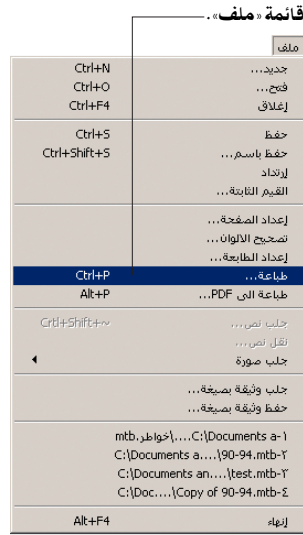 قائمة «ملف».
ملف
جديد... Ctrl+N
فتح... Ctrl+O
إغلاق Ctrl+F4
حفظ Ctrl+S
حفظ باسم... Ctrl+Shift+S
إرتداد
القيم الثابتة...
إعداد الصفحة...
تصحيح الالوان...
إعداد الطابعة...
طباعة... Ctrl+P
طباعة الى PDF... Alt+P
جلب نص... Crtl+Shift+~
نقل نص...
جلب صورة
جلب وثيقة بصيغة...
حفظ وثيقة بصيغة...
١-C:\Documents a....\خواطر.mtb
٢-C:\Documents a....\90-94.mtb
٣-C:\Documents an....\test.mtb
٤-C:\Doc....\Copy of 90-94.mtb
إنهاء Alt+F4